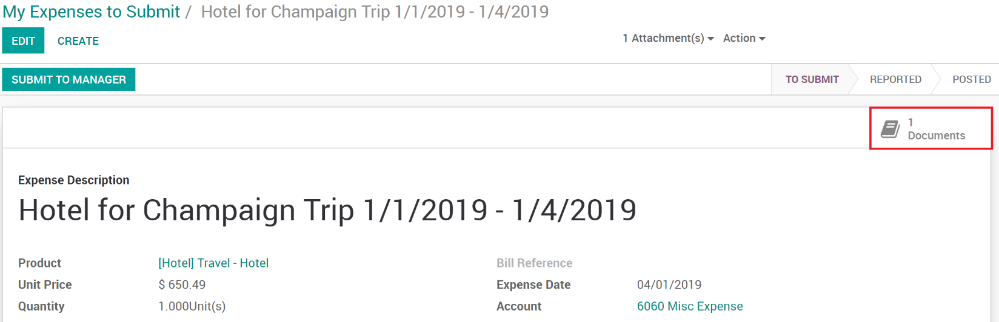 My Expenses to Submit / Hotel for Champaign Trip 1/1/2019 - 1/4/2019
EDIT CREATE 1 Attachment(s) Action
SUBMIT TO MANAGER TO SUBMIT REPORTED POSTED
1
Documents
Expense Description
Hotel for Champaign Trip 1/1/2019 - 1/4/2019
Product [Hotel] Travel - Hotel Bill Reference
Unit Price $ 650.49 Expense Date 04/01/2019
Quantity 1.000Unit(s) Account 6060 Misc Expense